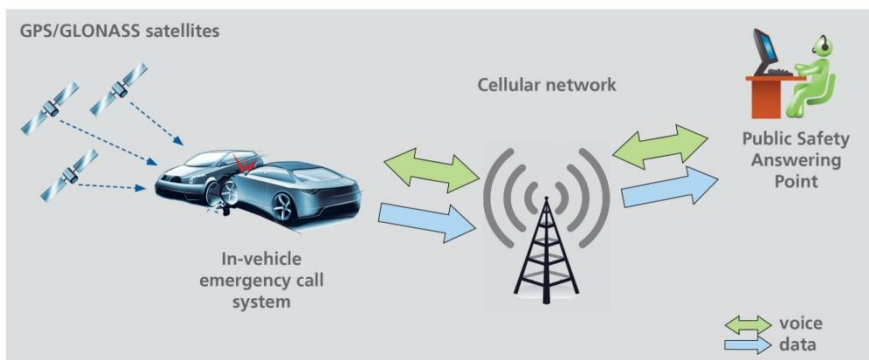 GPS/GLONASS satellites
Cellular network
Public Safety
Answering
Point
In-vehicle
emergency call
system
voice
data